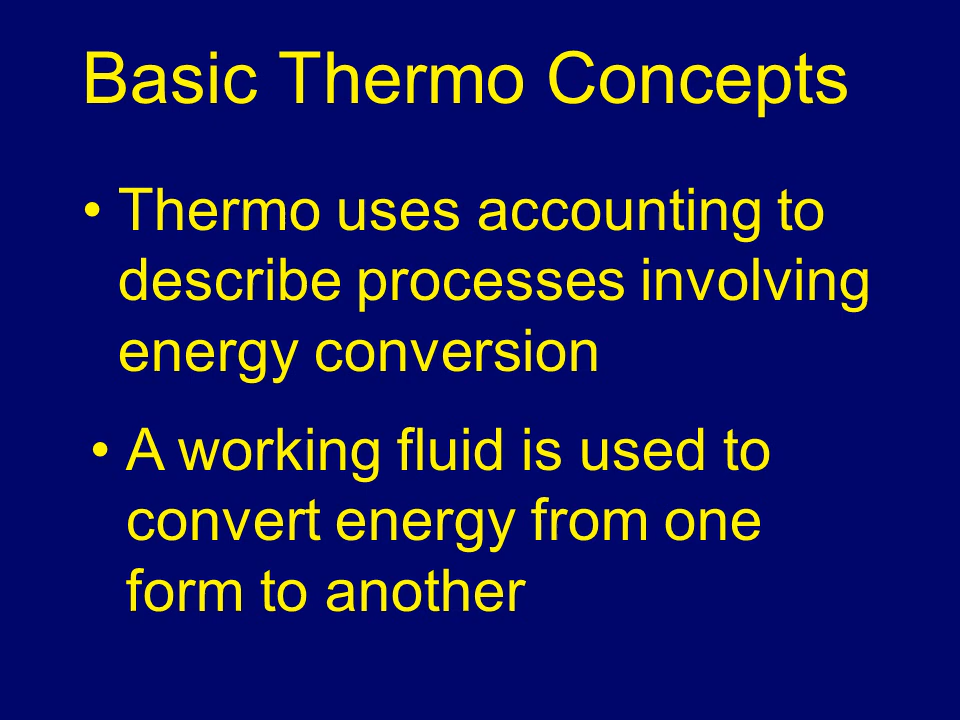 Basic Thermo Concepts
• Thermo uses accounting to
describe processes involving
energy conversion
• A working fluid is used to
convert energy from one
form to another